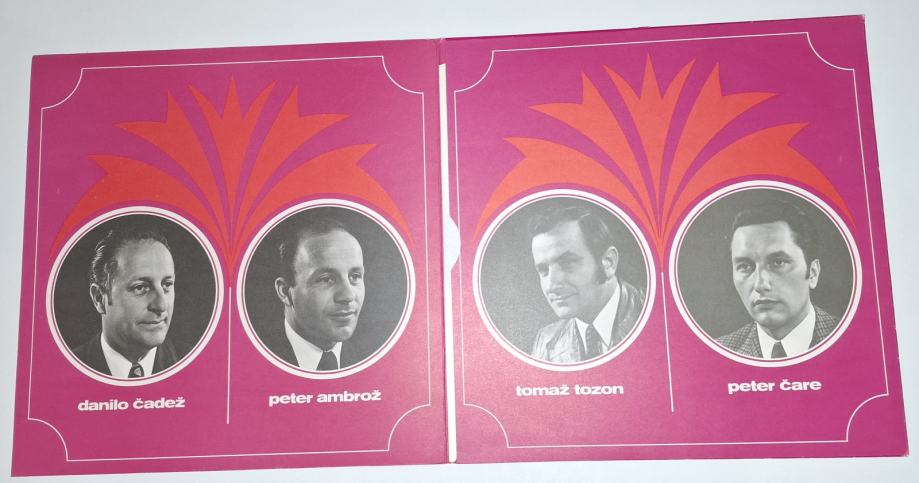 danilo čadež
peter ambrož
tomaž tozon
peter čare